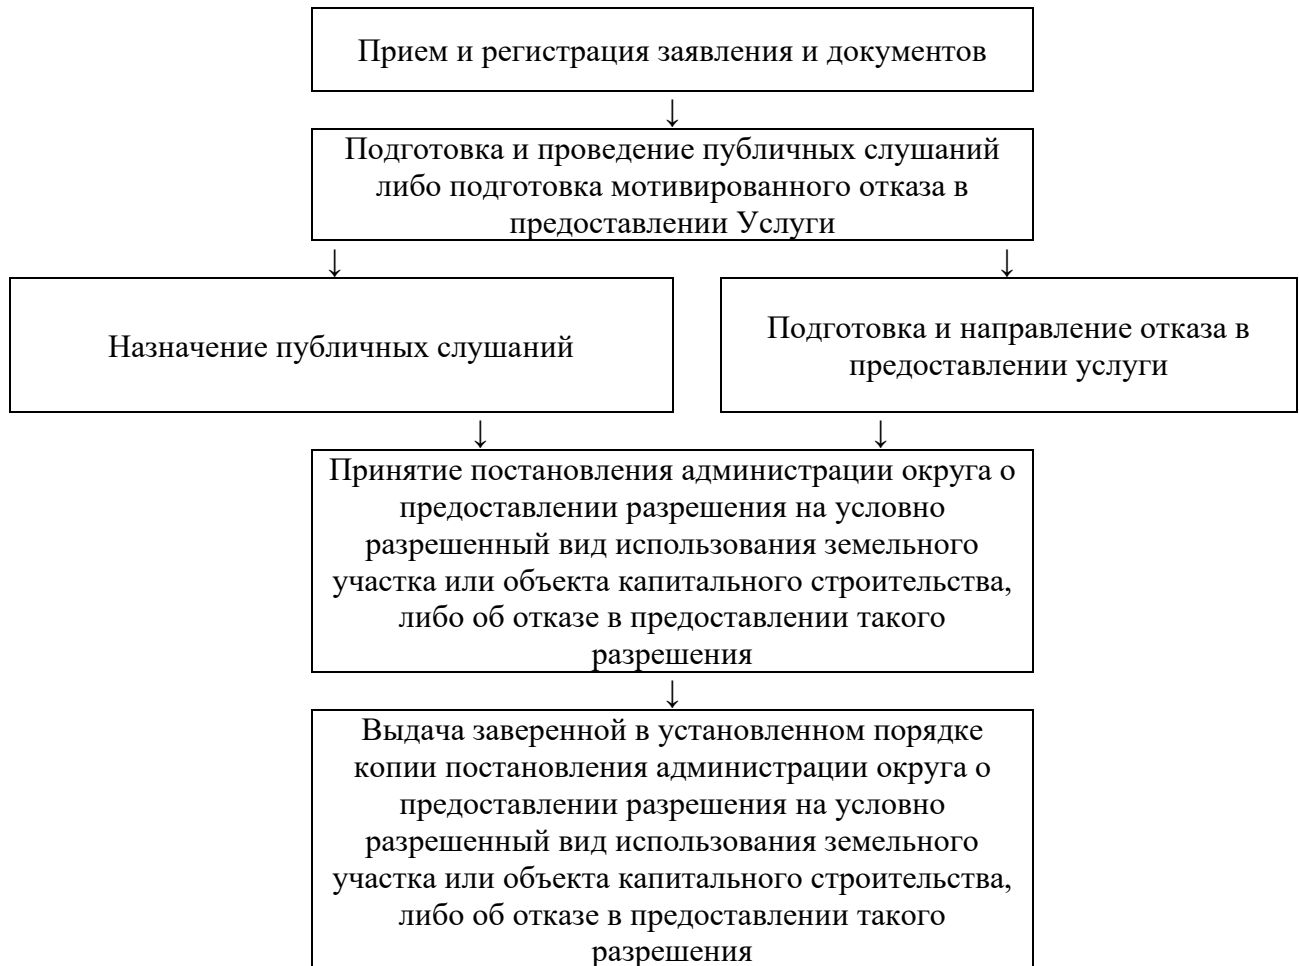 Прием и регистрация заявления и документов
↓
Подготовка и проведение публичных слушаний
либо подготовка мотивированного отказа в
предоставлении Услуги
↓ ↓
Назначение публичных слушаний
Подготовка и направление отказа в
предоставлении услуги
↓ ↓
Принятие постановления администрации округа о
предоставлении разрешения на условно
разрешенный вид использования земельного
участка или объекта капитального строительства,
либо об отказе в предоставлении такого
разрешения
↓
Выдача заверенной в установленном порядке
копии постановления администрации округа о
предоставлении разрешения на условно
разрешенный вид использования земельного
участка или объекта капитального строительства,
либо об отказе в предоставлении такого
разрешения